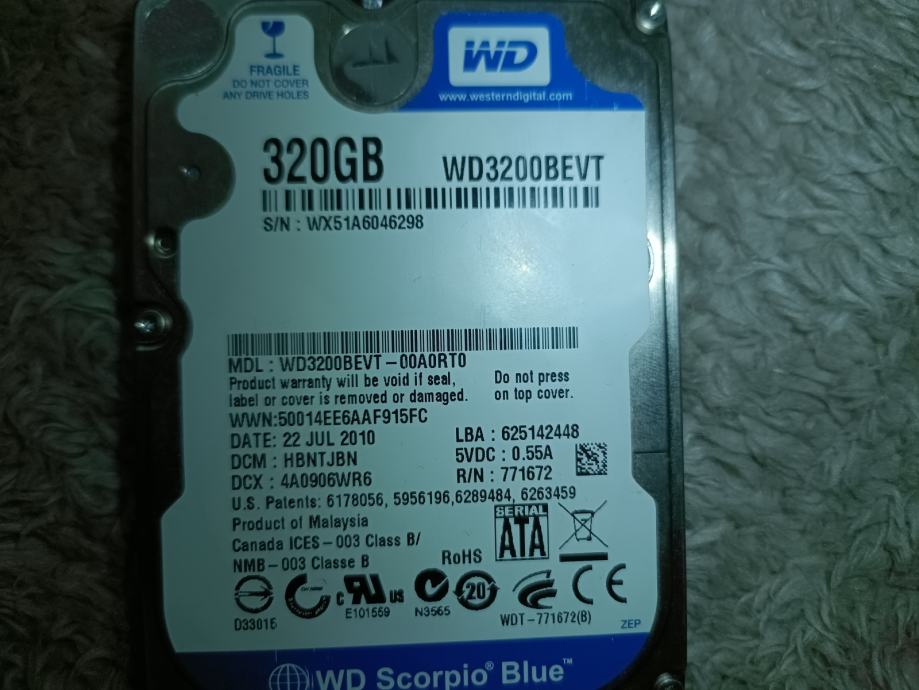 FRAGILE
DO NOT COVER
ANY DRIVE HOLES
WD
www.westerndigital.com
320GB WD3200BEVT
S/N : WX51A6046298
MDL : WD3200BEVT-00A0RT0
Product warranty will be void if seal,
label or cover is removed or damaged.
Do not press
on top cover.
WWN:50014EE6AAF915FC
DATE: 22 JUL 2010
DCM : HBNTJBN
DCX : 4A0906WR6
LBA : 625142448
5VDC : 0.55A
R/N : 771672
U.S. Patents: 6178056, 5956196,6289484, 6263459
Product of Malaysia
Canada ICES-003 Class B/
NMB-003 Classe B
SERIAL
ATA
RoHS
D33015
c RU us
E101559
N3565
20
CE
WDT-771672(B)
ZEP
WD Scorpio® Blue™